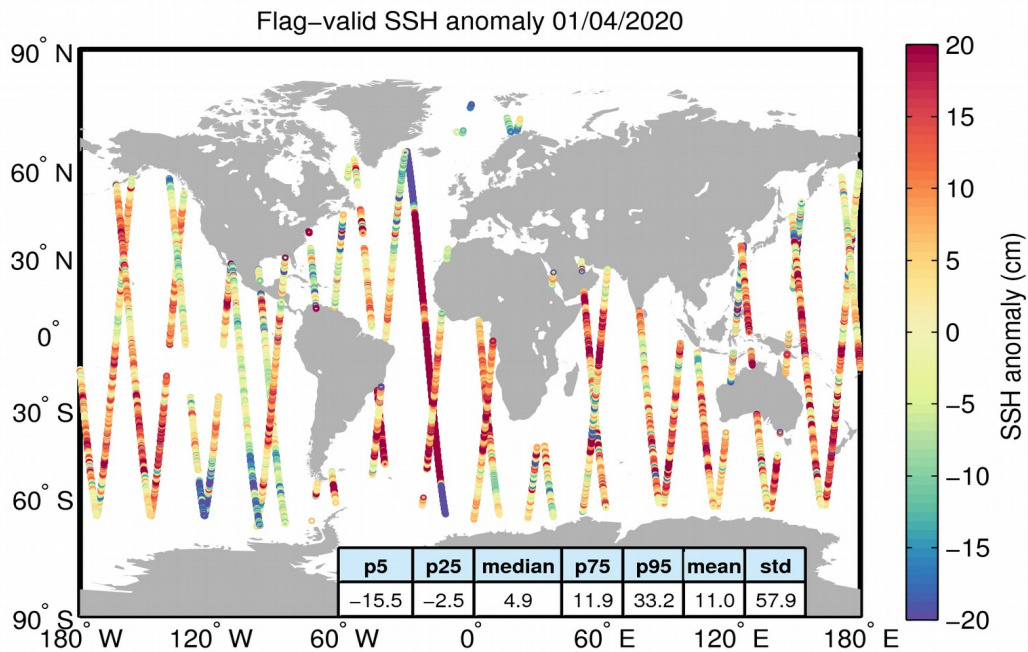 Flag−valid SSH anomaly 01/04/2020
90° N
60° N
30° N
0°
30° S
60° S
90° S
180° W
120° W
60° W
0°
60° E
120° E
180° E
p5 p25 median p75 p95 mean std
−15.5 −2.5 4.9 11.9 33.2 11.0 57.9
20
15
10
5
0
−5
−10
−15
−20
SSH anomaly (cm)